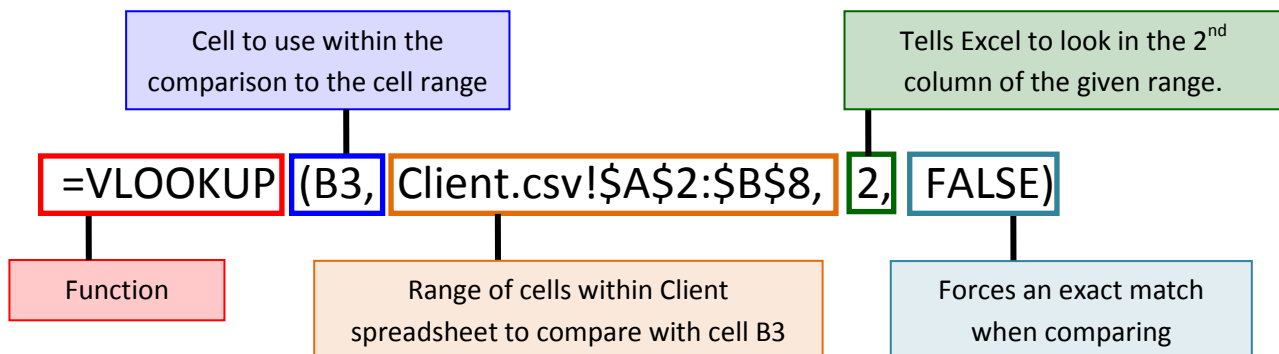 Cell to use within the
comparison to the cell range
Tells Excel to look in the 2nd
column of the given range.
=VLOOKUP (B3, Client.csv!$A$2:$B$8, 2, FALSE)
Function
Range of cells within Client
spreadsheet to compare with cell B3
Forces an exact match
when comparing